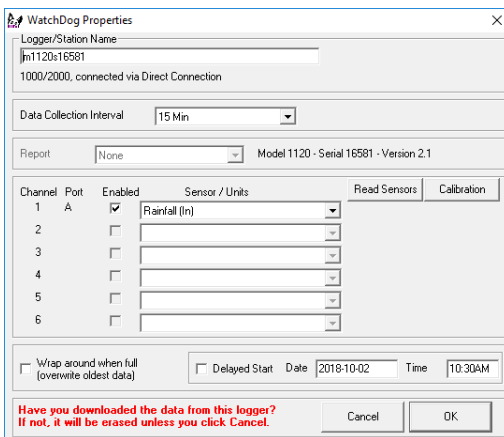 WatchDog Properties
Logger/Station Name
m1120s16581
1000/2000, connected via Direct Connection
Data Collection Interval 15 Min
Report None Model 1120 - Serial 16581 - Version 2.1
Channel Port Enabled Sensor / Units Read Sensors Calibration
1 A Rainfall (In)
2
3
4
5
6
Wrap around when full
(overwrite oldest data)
Delayed Start Date 2018-10-02 Time 10:30AM
Have you downloaded the data from this logger?
If not, it will be erased unless you click Cancel.
Cancel OK